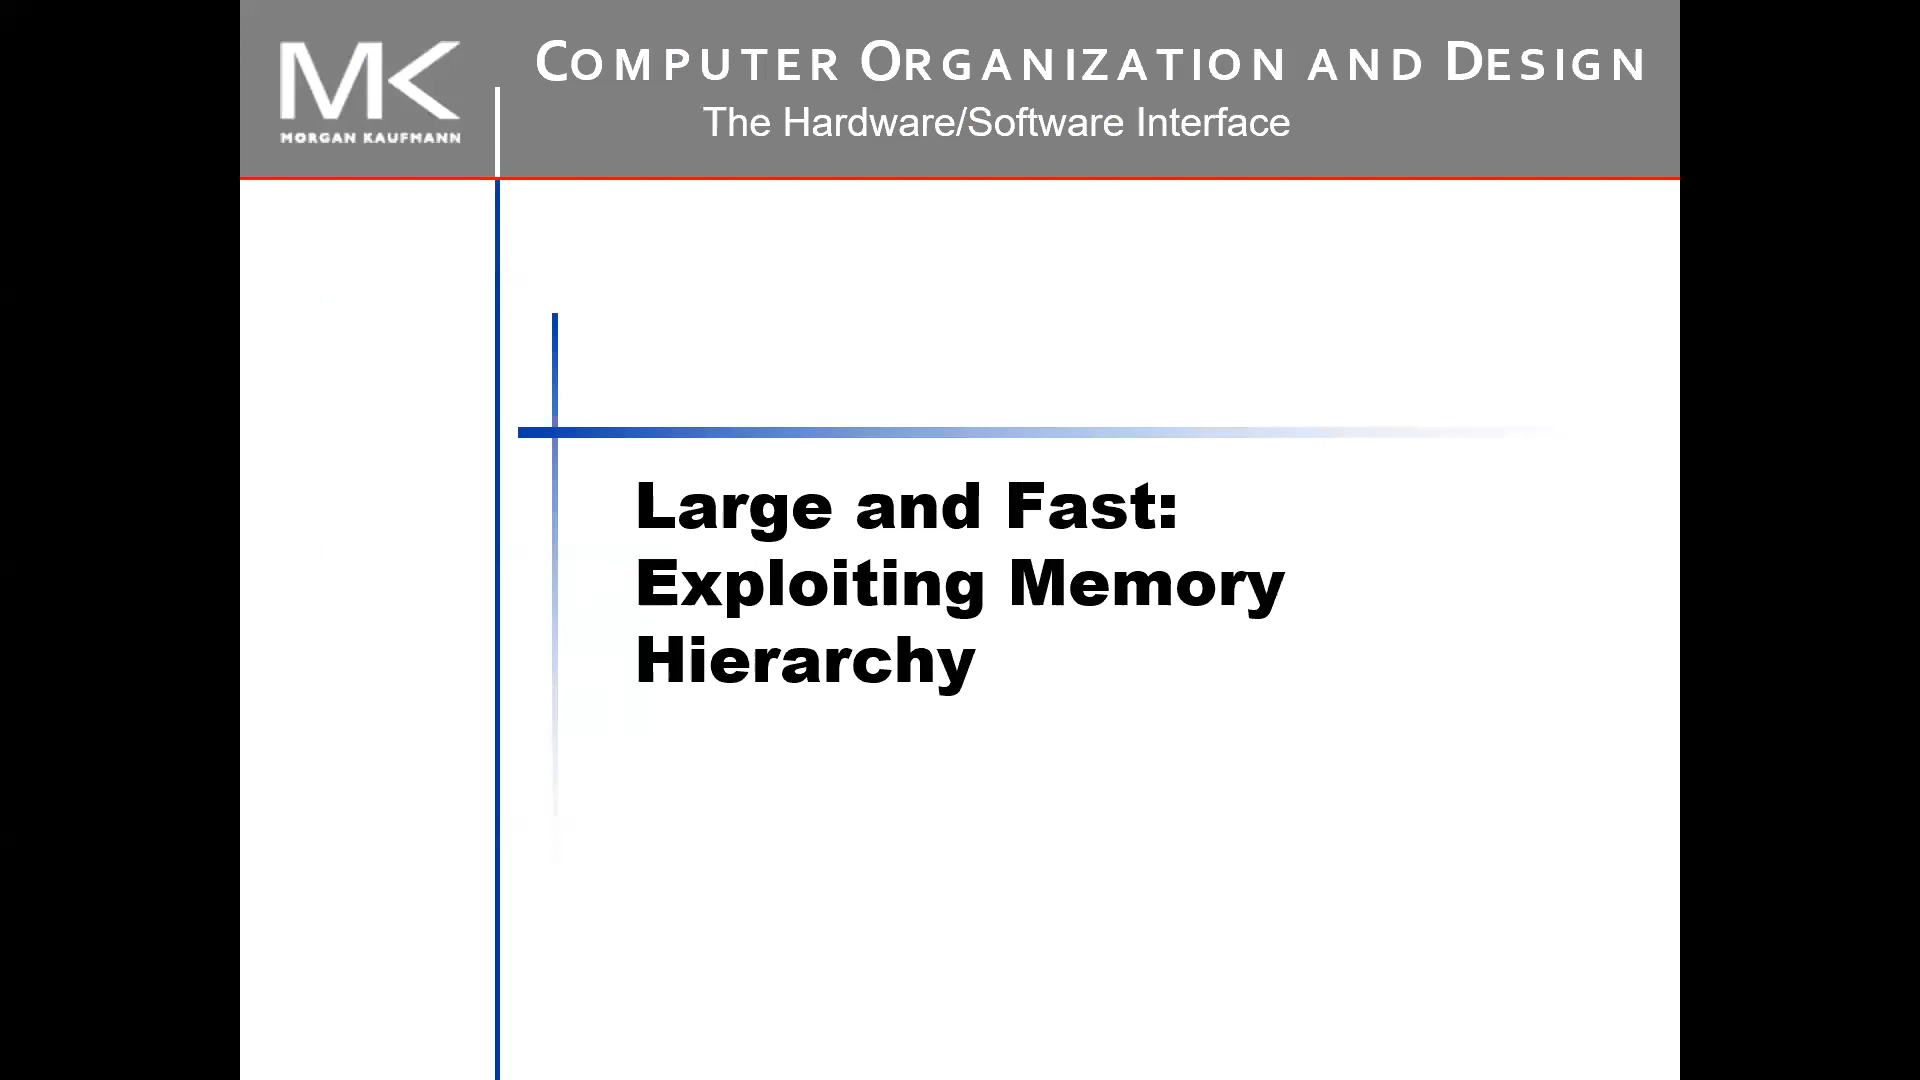 MK
MORGAN KAUFMANN
COMPUTER ORGANIZATION AND DESIGN
The Hardware/Software Interface
Large and Fast:
Exploiting Memory
Hierarchy